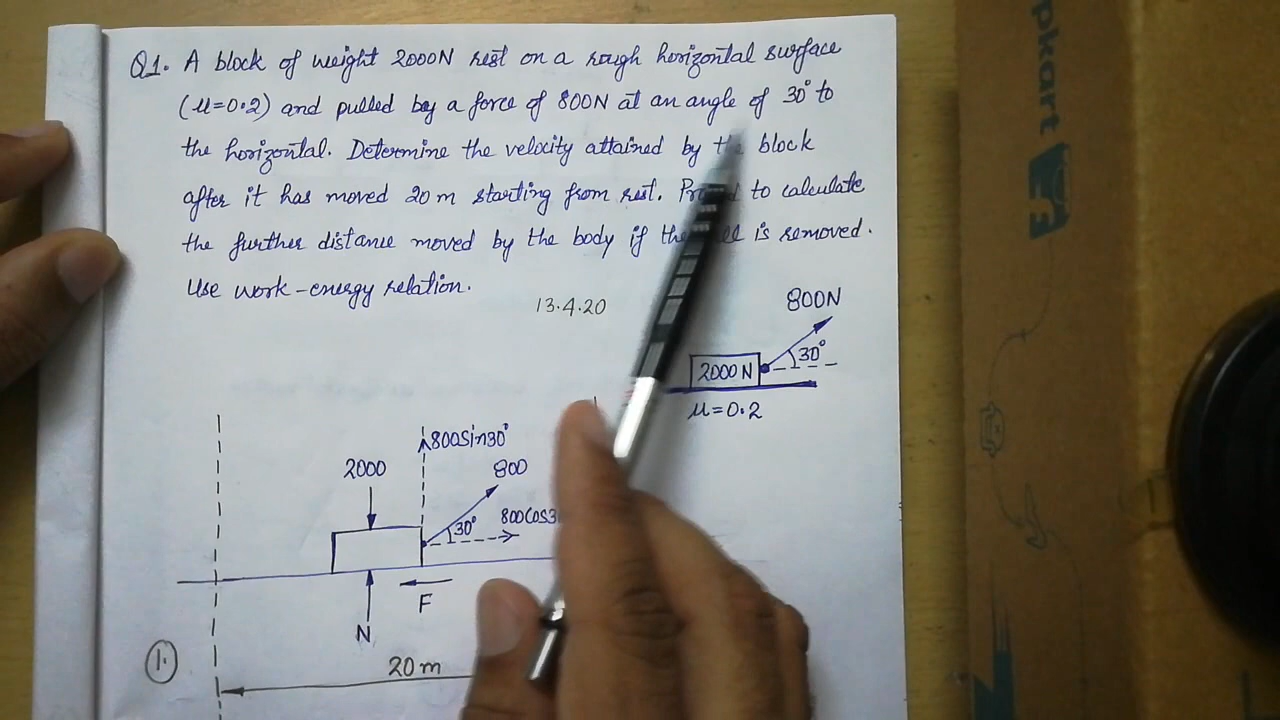 Q1. A block of weight 2000N rest on a rough horizontal surface
(μ=0.2) and pulled by a force of 800N at an angle of 30° to
the horizontal. Determine the velocity attained by the block
after it has moved 20 m starting from rest. to calculate
the further distance moved by the body if the is removed.
Use work-energy relation.
13.4.20
800N
30°
2000 N
μ=0.2
800sin30°
2000
800
30°
F
N
1.
20 m
pkart